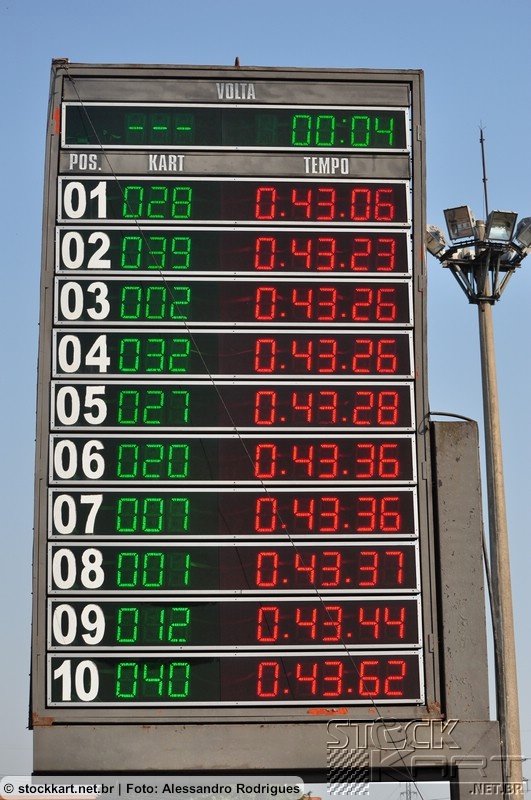 VOLTA
--- 00:04
POS. KART TEMPO
01 028 0.43.06
02 039 0.43.23
03 002 0.43.26
04 032 0.43.26
05 027 0.43.28
06 020 0.43.36
07 007 0.43.36
08 001 0.43.37
09 012 0.43.44
10 040 0.43.62
STOCK
KART
.NET.BR
© stockkart.net.br | Foto: Alessandro Rodrigues